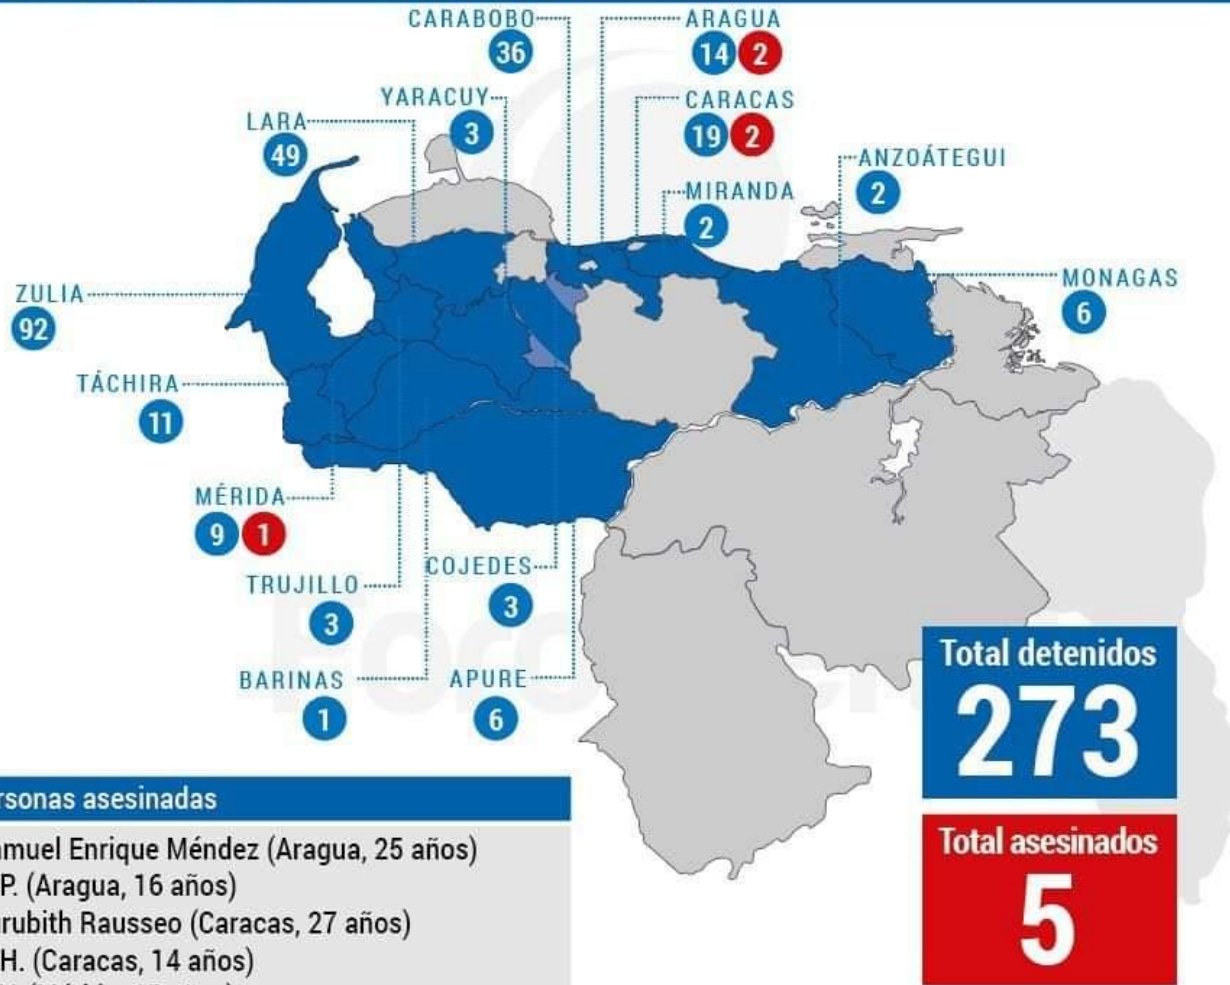 CARABOBO
36
ARAGUA
14 2
YARACUY
3
CARACAS
19 2
LARA
49
ANZOÁTEGUI
2
MIRANDA
2
MONAGAS
6
ZULIA
92
TÁCHIRA
11
MÉRIDA
9 1
TRUJILLO
3
COJEDES
3
BARINAS
1
APURE
6
Total detenidos
273
Total asesinados
5
rsonas asesinadas
muel Enrique Méndez (Aragua, 25 años)
P. (Aragua, 16 años)
rubith Rausseo (Caracas, 27 años)
H. (Caracas, 14 años)